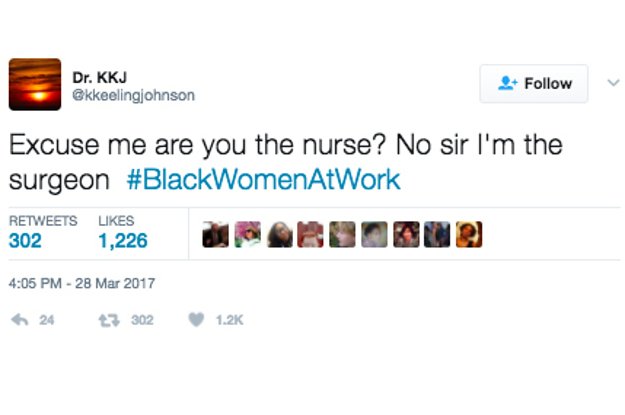 Dr. KKJ
@kkeelingjohnson
Follow
Excuse me are you the nurse? No sir I'm the
surgeon #BlackWomenAtWork
RETWEETS LIKES
302 1,226
4:05 PM - 28 Mar 2017
24 302 1.2K